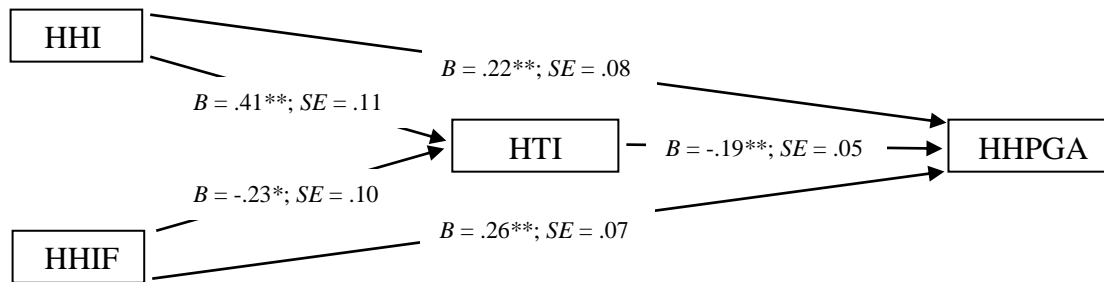 HHI
B = .22**; SE = .08
B = .41**; SE = .11
HTI
B = -.19**; SE = .05
HHPGA
B = -.23*; SE = .10
B = .26**; SE = .07
HHIF